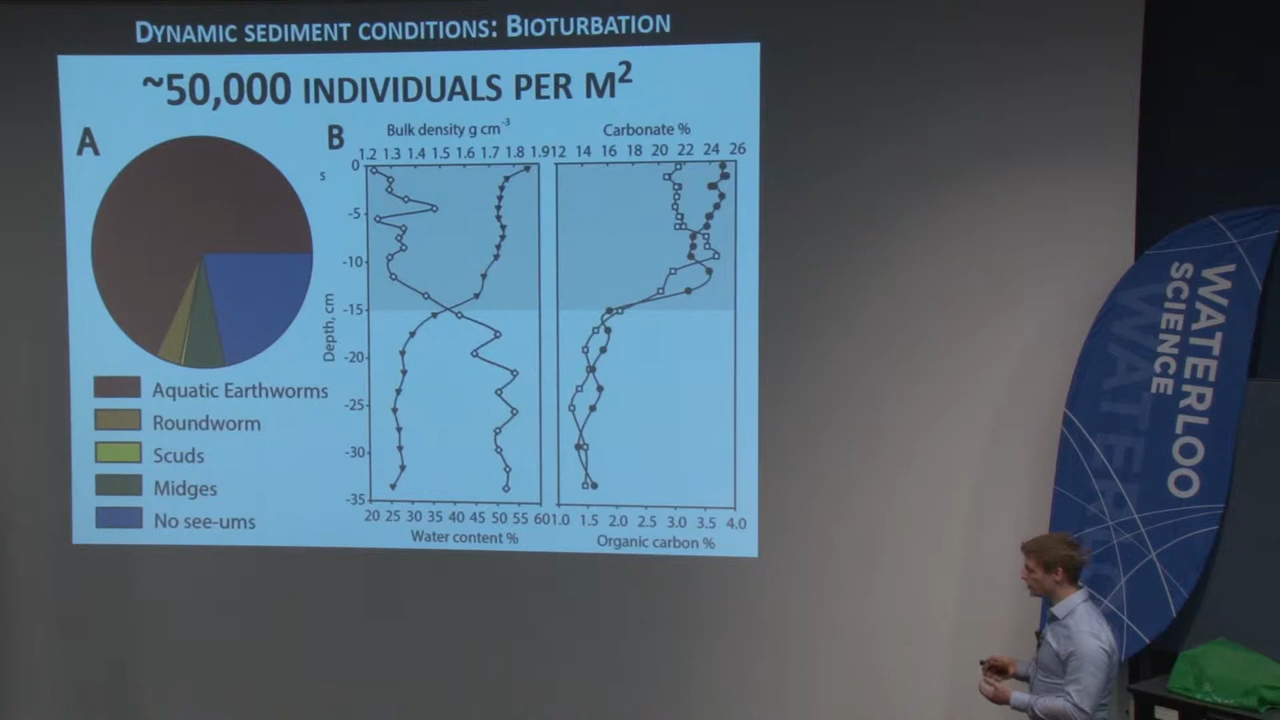 DYNAMIC SEDIMENT CONDITIONS: BIOTURBATION
~50,000 INDIVIDUALS PER M2
A
B
Bulk density g cm-3
Carbonate %
1.2 1.3 1.4 1.5 1.6 1.7 1.8 1.9
12 14 16 18 20 22 24 26
s
0
-5
-10
-15
-20
-25
-30
-35
Depth, cm
20 25 30 35 40 45 50 55 60
1.0 1.5 2.0 2.5 3.0 3.5 4.0
Water content %
Organic carbon %
Aquatic Earthworms
Roundworm
Scuds
Midges
No see-ums
WATERLOO
SCIENCE
WATERLOO